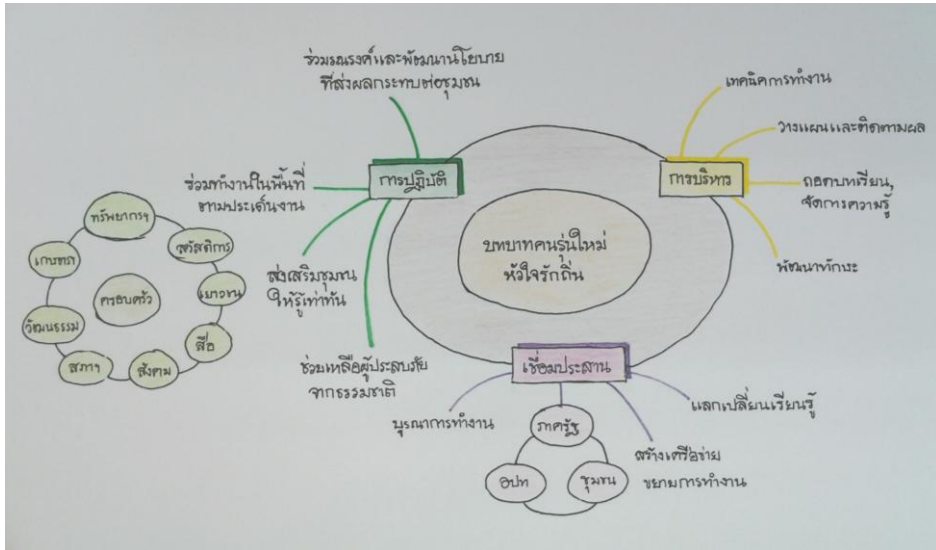 ร่วมรณรงค์และพัฒนานโยบาย
ที่ส่งผลกระทบต่อชุมชน
การปฏิบัติ
ร่วมทำงานในพื้นที่
ตามประเด็นงาน
ส่งเสริมชุมชน
ให้รู้เท่าทัน
ช่วยเหลือผู้ประสบภัย
จากธรรมชาติ
เทคนิคการทำงาน
วางแผนและติดตามผล
การบริหาร
ถอดบทเรียน,
จัดการความรู้
พัฒนาทักษะ
บทบาทคนรุ่นใหม่
หัวใจรักถิ่น
ทรัพยากรฯ
สวัสดิการ
เกษตร
เยาวชน
ครอบครัว
วัฒนธรรม
สื่อ
สภาฯ
สังคม
เชื่อมประสาน
บูรณาการทำงาน
แลกเปลี่ยนเรียนรู้
สร้างเครือข่าย
ขยายการทำงาน
ภาครัฐ
อปท
ชุมชน